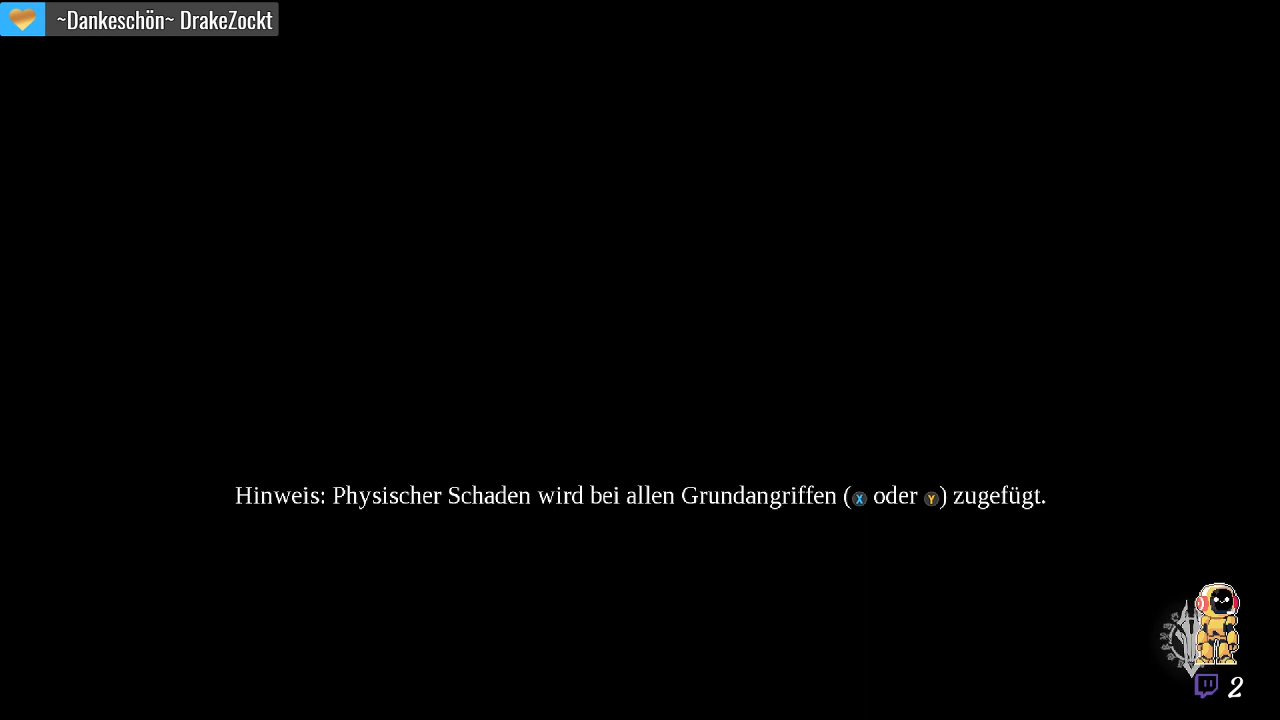 ~Dankeschön~ DrakeZockt
Hinweis: Physischer Schaden wird bei allen Grundangriffen (X oder Y) zugefügt.
2